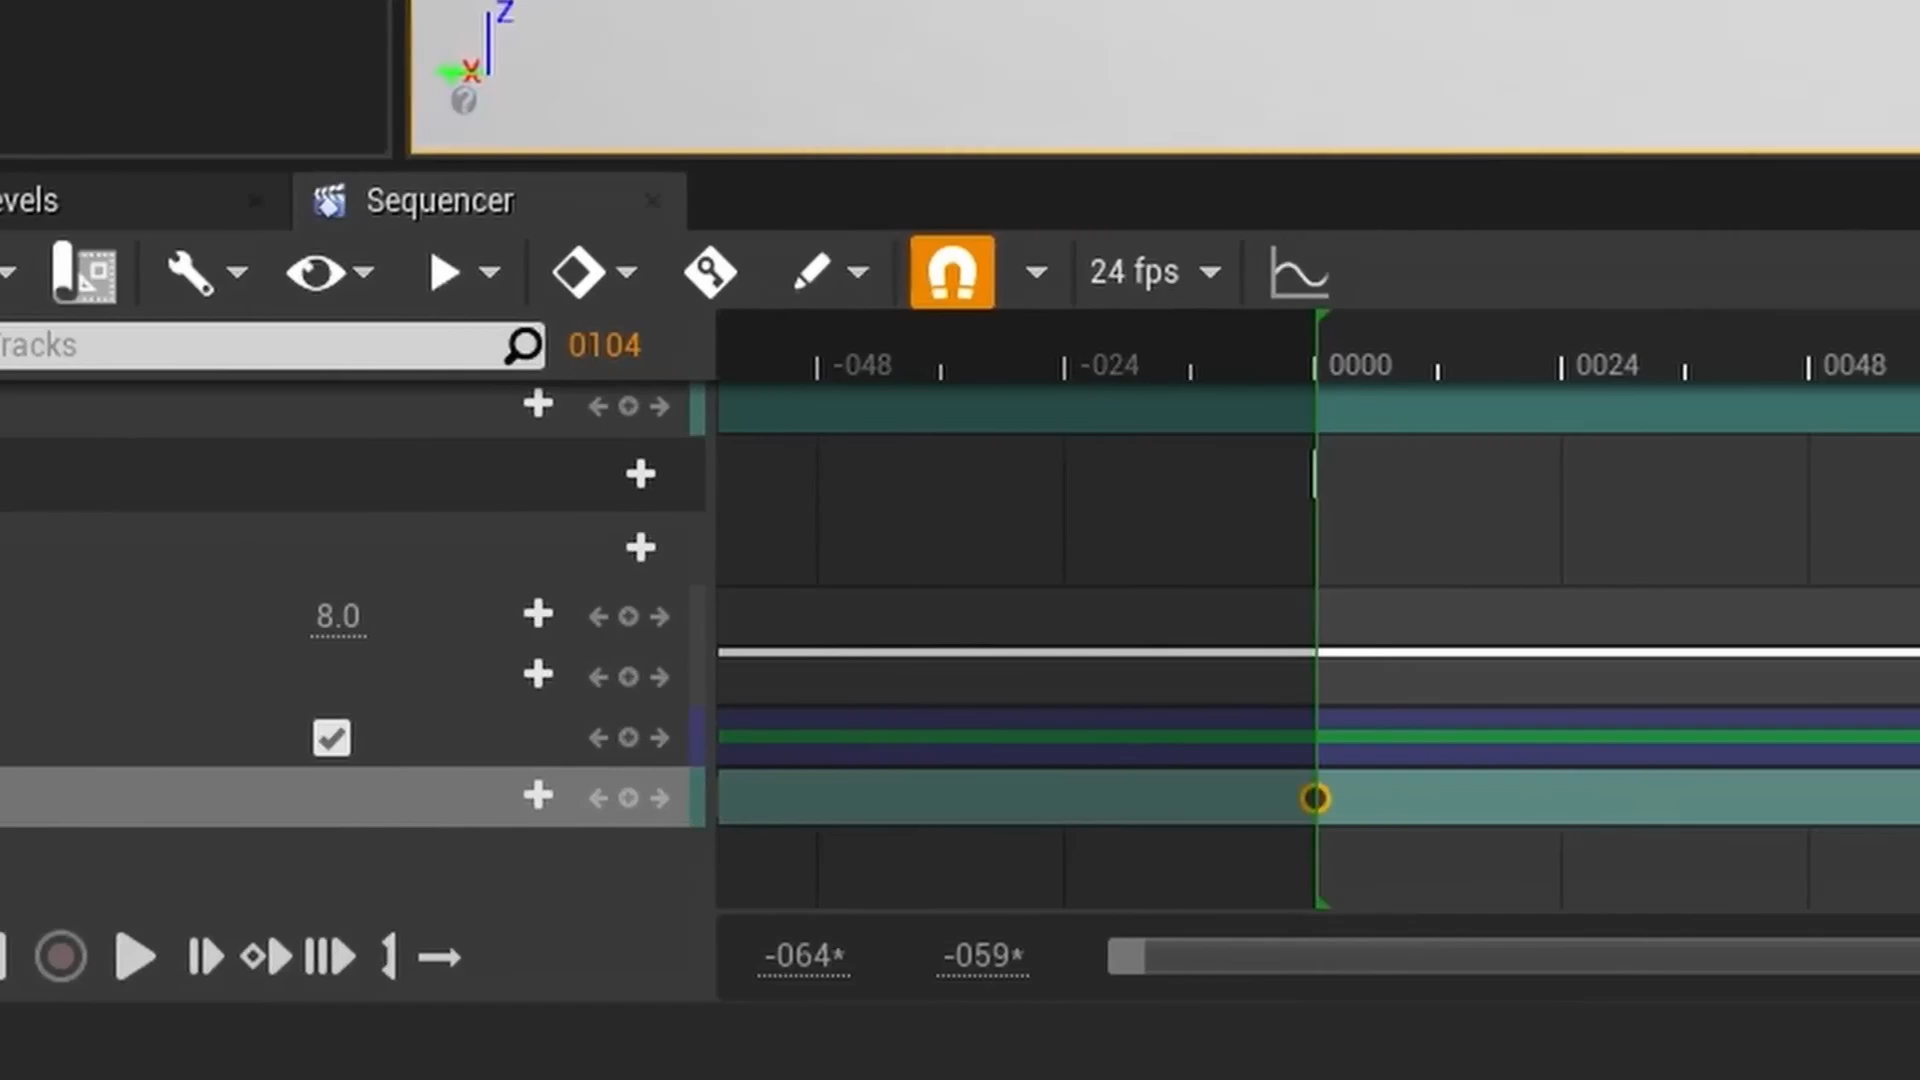 Z
X
?
evels
Sequencer
24 fps
racks
0104
-048
-024
0000
0024
0048
8.0
-064*
-059*